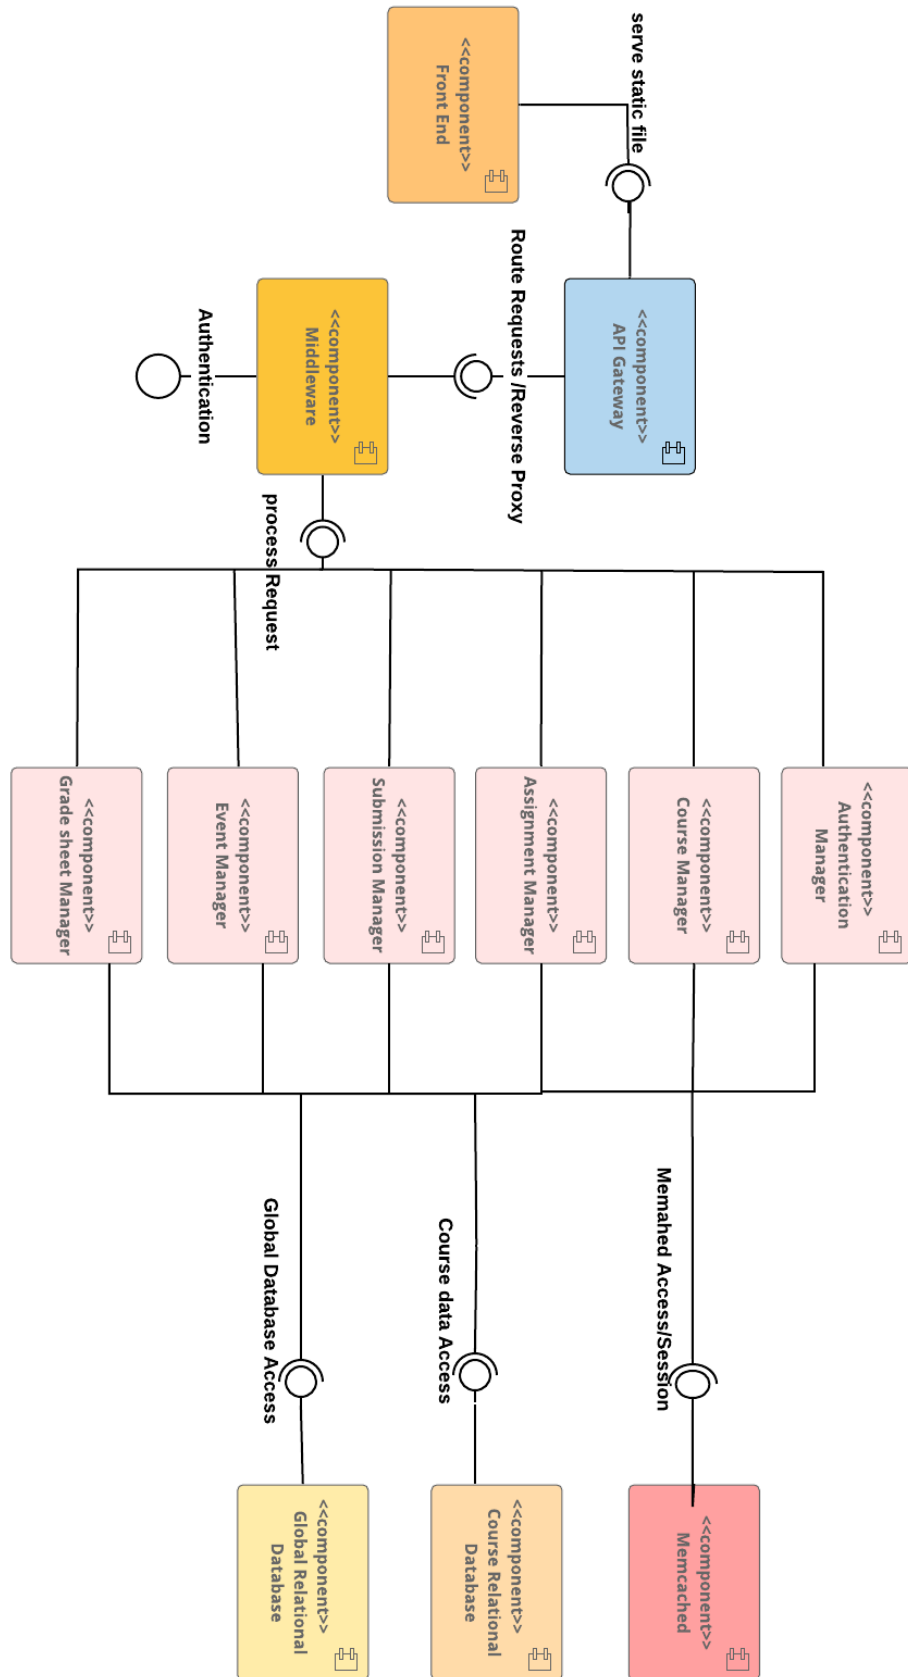 <<component>>
Front End
serve static file
<<component>>
API Gateway
Route Requests /Reverse Proxy
<<component>>
Middleware
Authentication
process Request
<<component>>
Authentication
Manager
<<component>>
Course Manager
<<component>>
Assignment Manager
<<component>>
Submission Manager
<<component>>
Event Manager
<<component>>
Grade sheet Manager
Memahed Access/Session
Course data Access
Global Database Access
<<component>>
Memcached
<<component>>
Course Relational
Database
<<component>>
Global Relational
Database